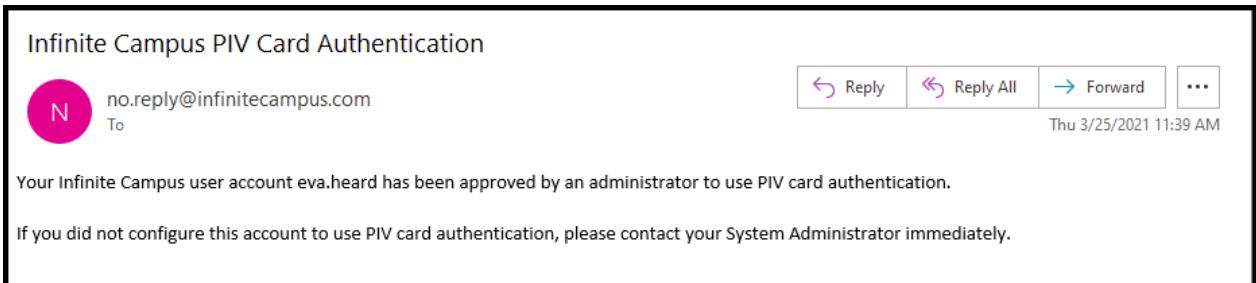 Infinite Campus PIV Card Authentication
N
no.reply@infinitecampus.com
To
Reply
Reply All
Forward
Thu 3/25/2021 11:39 AM
Your Infinite Campus user account eva.heard has been approved by an administrator to use PIV card authentication.
If you did not configure this account to use PIV card authentication, please contact your System Administrator immediately.